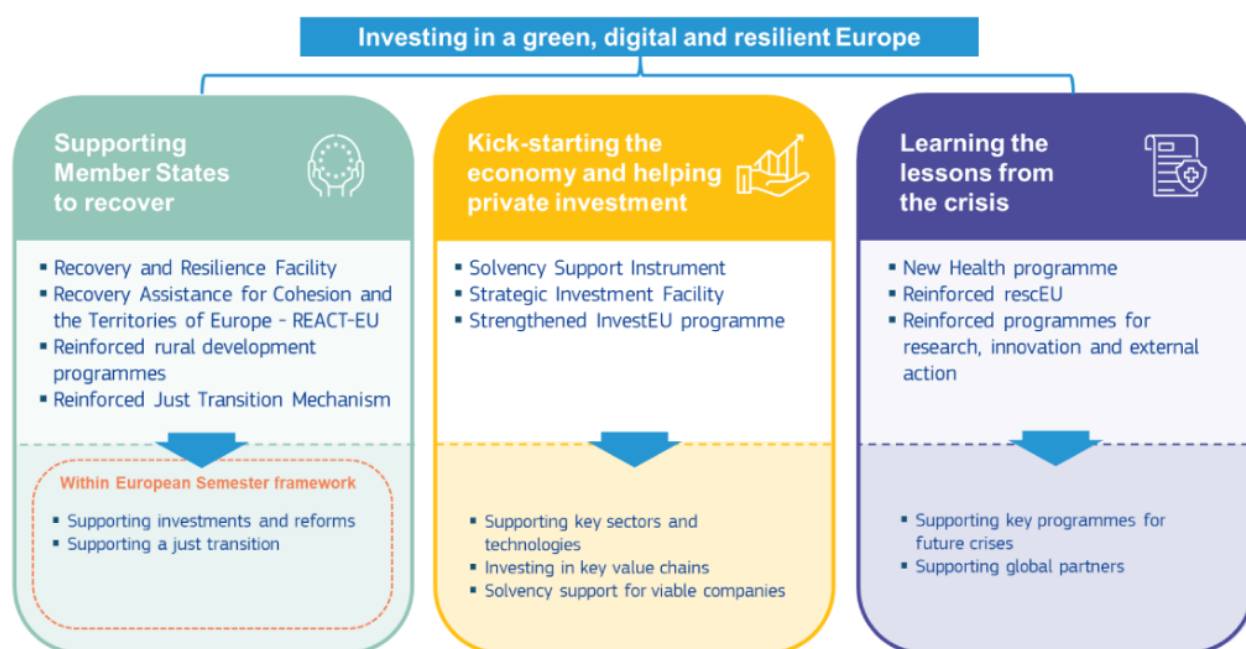 Investing in a green, digital and resilient Europe
Supporting
Member States
to recover
▪ Recovery and Resilience Facility
▪ Recovery Assistance for Cohesion and
the Territories of Europe - REACT-EU
▪ Reinforced rural development
programmes
▪ Reinforced Just Transition Mechanism
Within European Semester framework
▪ Supporting investments and reforms
▪ Supporting a just transition
Kick-starting the
economy and helping
private investment
▪ Solvency Support Instrument
▪ Strategic Investment Facility
▪ Strengthened InvestEU programme
▪ Supporting key sectors and
technologies
▪ Investing in key value chains
▪ Solvency support for viable companies
Learning the
lessons from
the crisis
▪ New Health programme
▪ Reinforced rescEU
▪ Reinforced programmes for
research, innovation and external
action
▪ Supporting key programmes for
future crises
▪ Supporting global partners